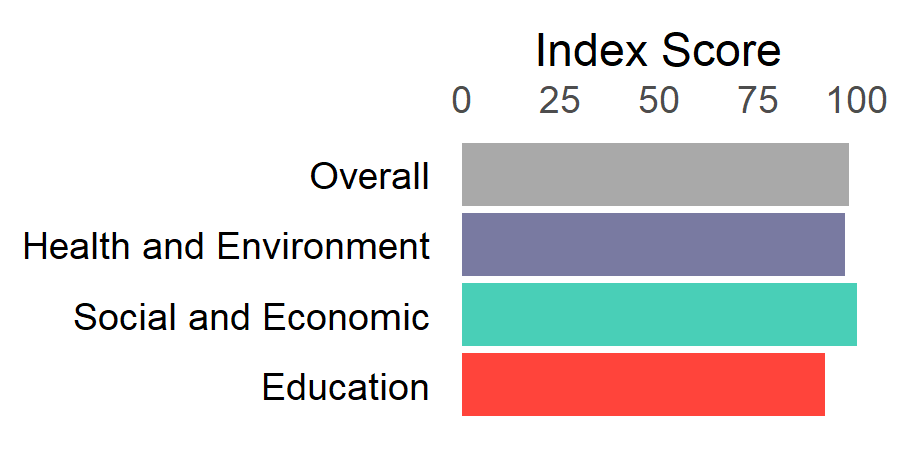 Index Score
0 25 50 75 100
Overall
Health and Environment
Social and Economic
Education